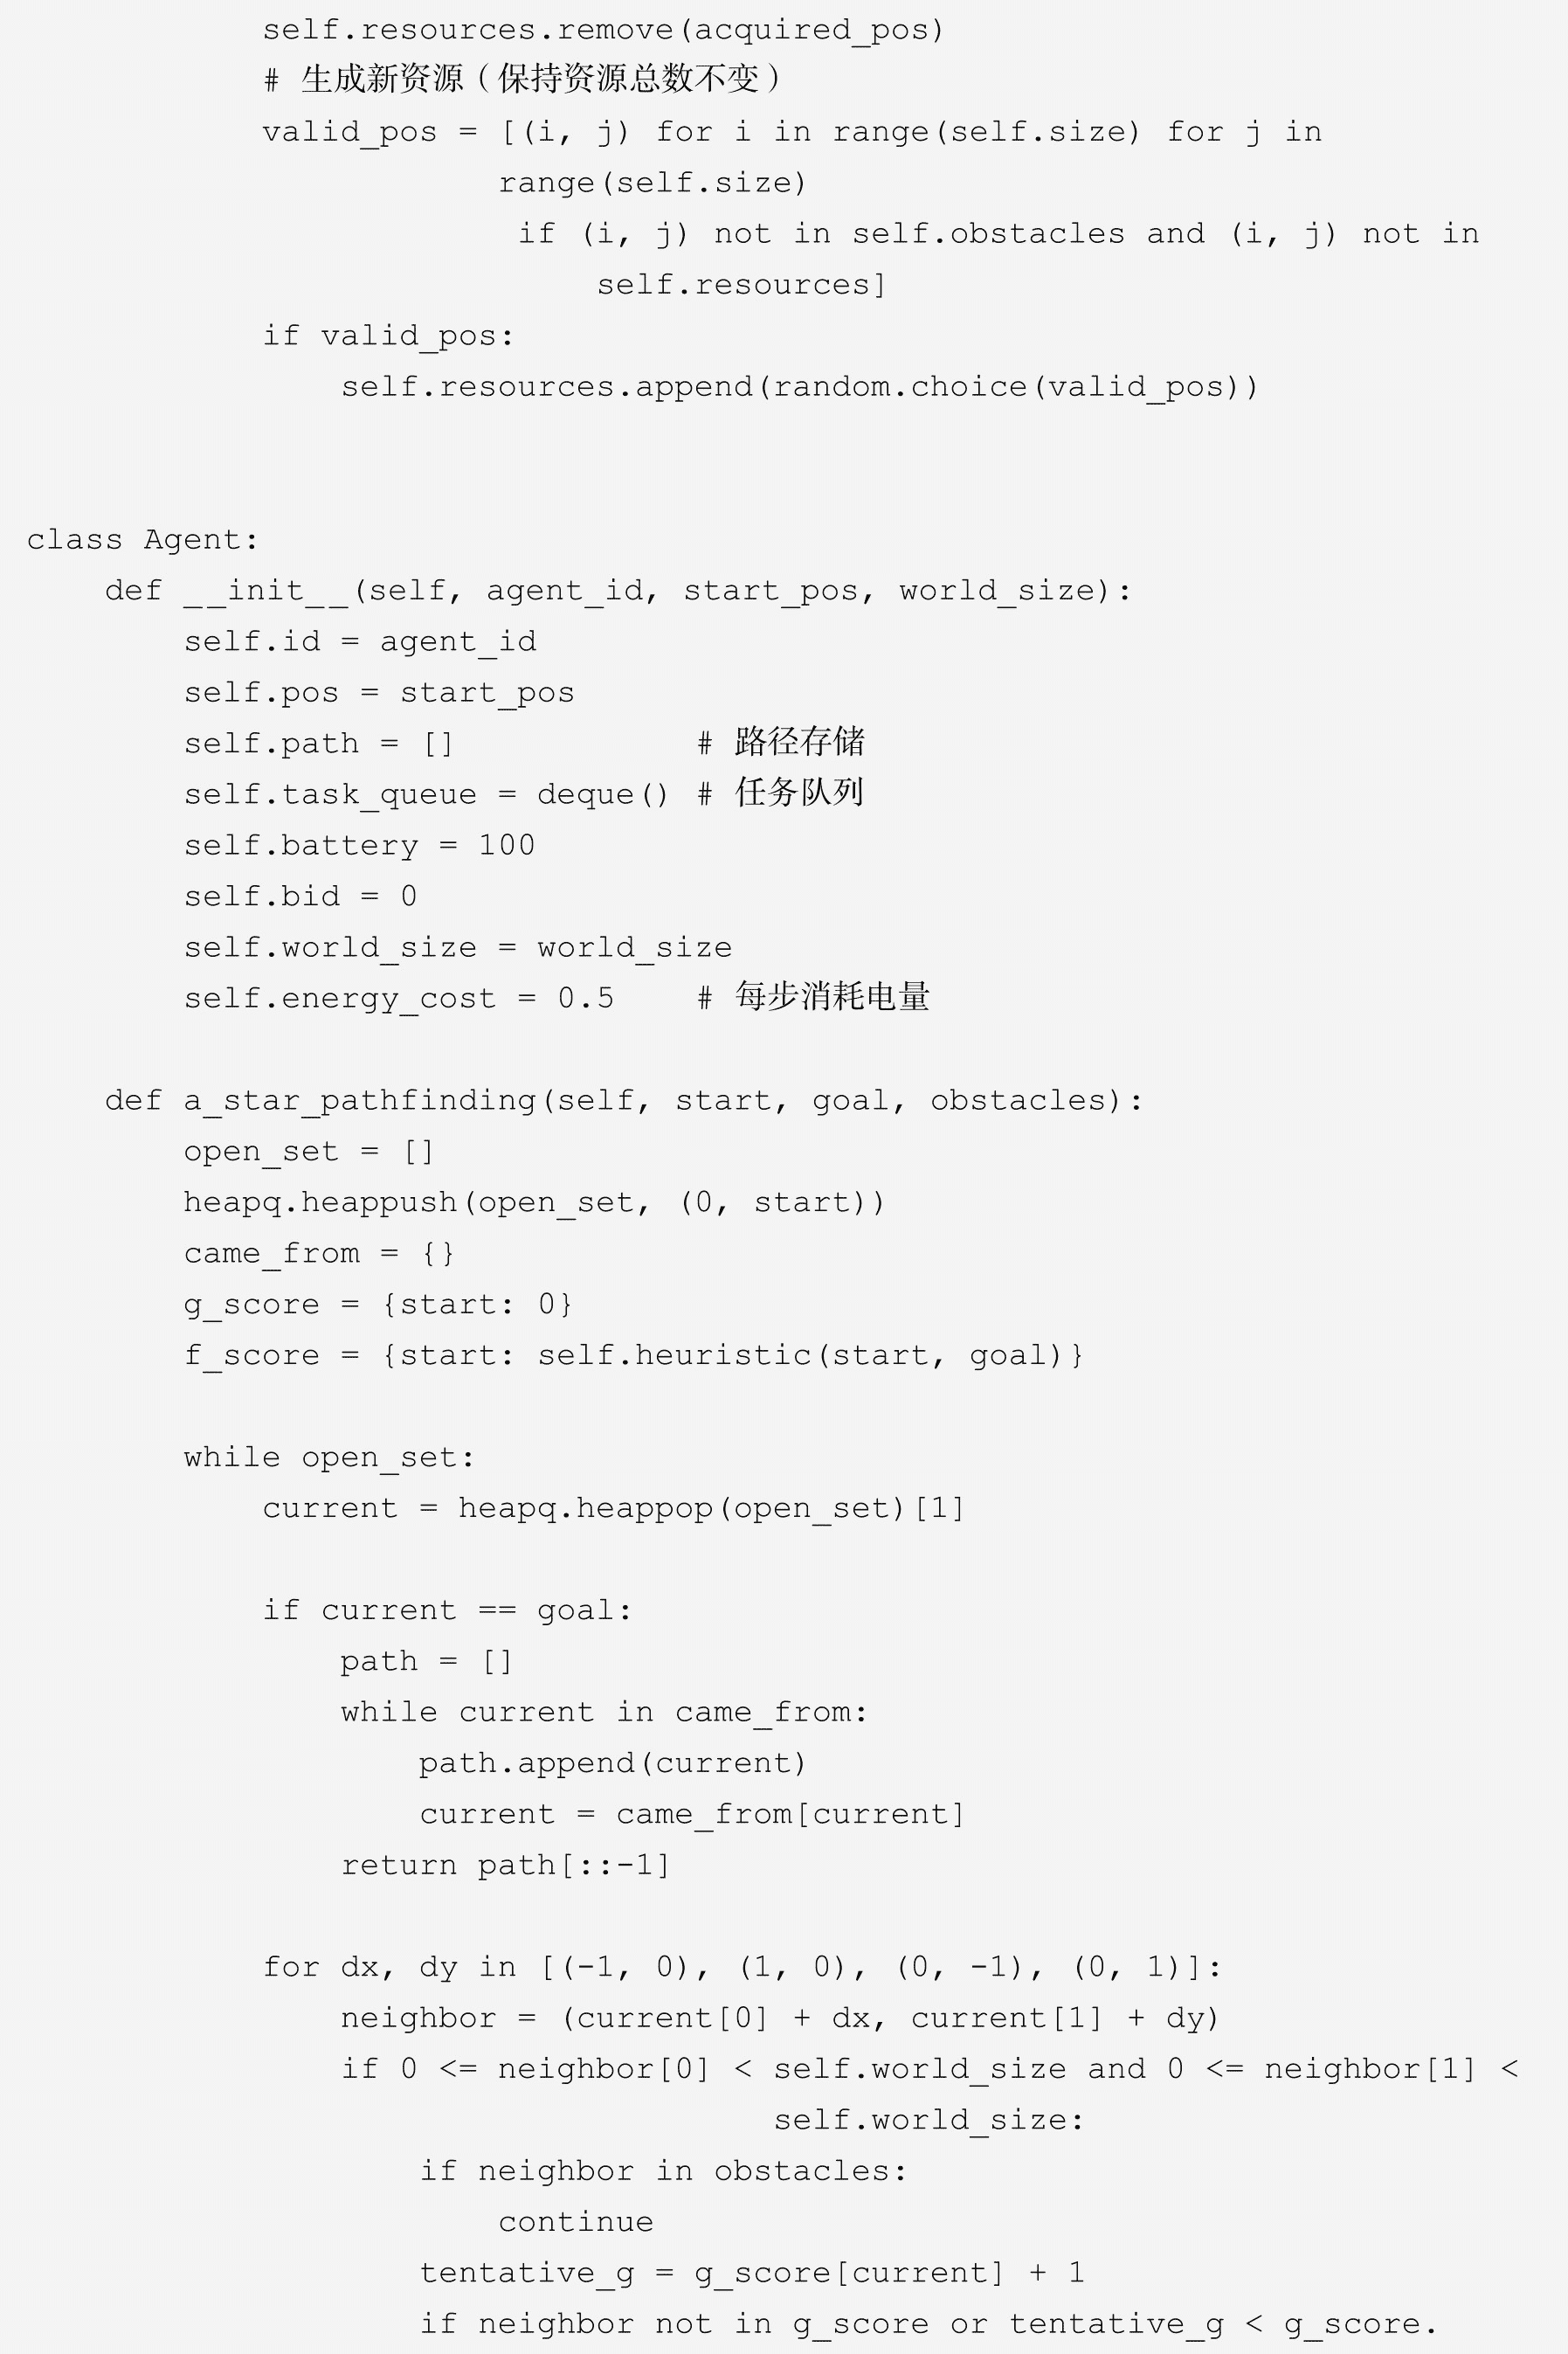 self.resources.remove(acquired_pos)
# 生成新资源（保持资源总数不变）
valid_pos = [(i, j) for i in range(self.size) for j in
range(self.size)
if (i, j) not in self.obstacles and (i, j) not in
self.resources]
if valid_pos:
self.resources.append(random.choice(valid_pos))
class Agent:
def __init__(self, agent_id, start_pos, world_size):
self.id = agent_id
self.pos = start_pos
self.path = [] # 路径存储
self.task_queue = deque() # 任务队列
self.battery = 100
self.bid = 0
self.world_size = world_size
self.energy_cost = 0.5 # 每步消耗电量
def a_star_pathfinding(self, start, goal, obstacles):
open_set = []
heapq.heappush(open_set, (0, start))
came_from = {}
g_score = {start: 0}
f_score = {start: self.heuristic(start, goal)}
while open_set:
current = heapq.heappop(open_set)[1]
if current == goal:
path = []
while current in came_from:
path.append(current)
current = came_from[current]
return path[::-1]
for dx, dy in [(-1, 0), (1, 0), (0, -1), (0, 1)]:
neighbor = (current[0] + dx, current[1] + dy)
if 0 <= neighbor[0] < self.world_size and 0 <= neighbor[1] <
self.world_size:
if neighbor in obstacles:
continue
tentative_g = g_score[current] + 1
if neighbor not in g_score or tentative_g < g_score.